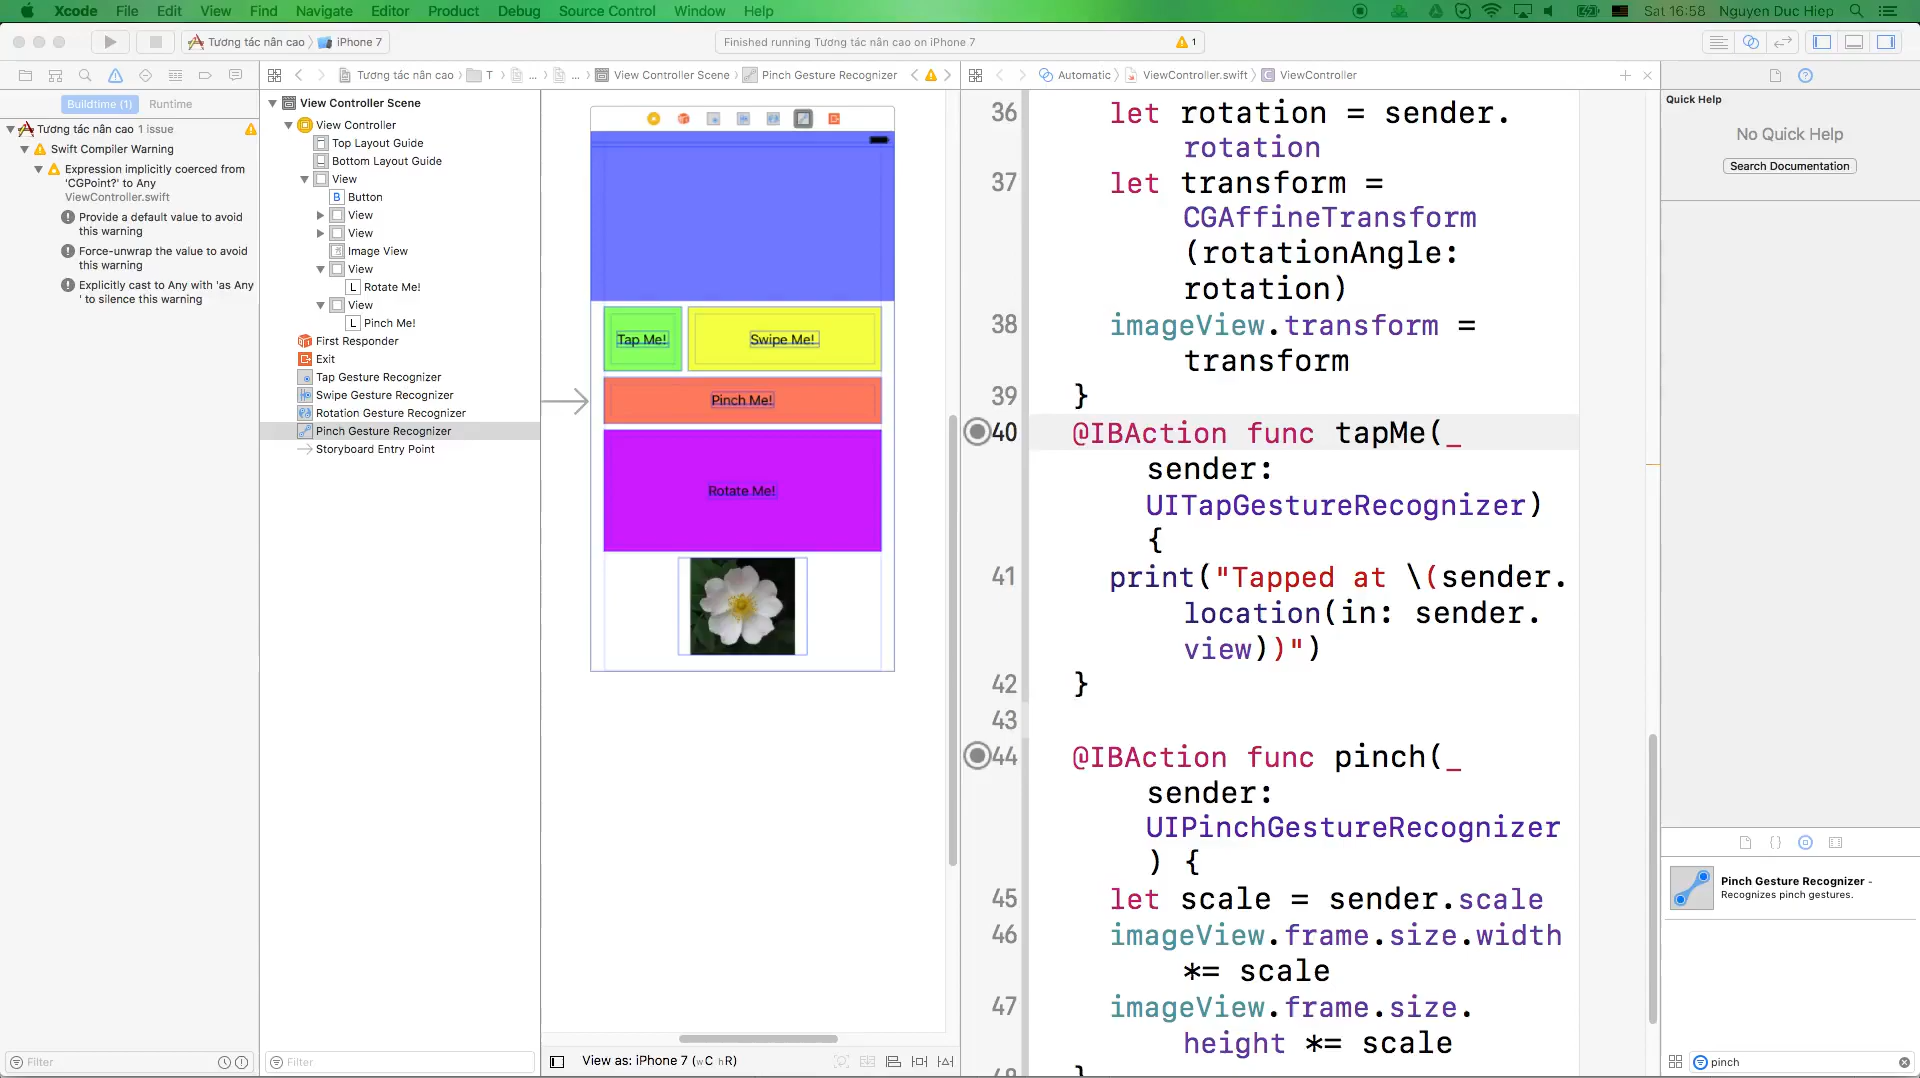 Xcode File Edit View Find Navigate Editor Product Debug Source Control Window Help Sat 16:58 Nguyen Duc Hiep
Tương tác nân cao iPhone 7
Finished running Tương tác nân cao on iPhone 7 1
Tương tác nân cao T ... ... View Controller Scene Pinch Gesture Recognizer
Automatic ViewController.swift C ViewController
Buildtime (1) Runtime
Tương tác nân cao 1 issue
Swift Compiler Warning
Expression implicitly coerced from
'CGPoint?' to Any
ViewController.swift
Provide a default value to avoid
this warning
Force-unwrap the value to avoid
this warning
Explicitly cast to Any with 'as Any
' to silence this warning
Filter
View Controller Scene
View Controller
Top Layout Guide
Bottom Layout Guide
View
B Button
View
View
Image View
View
L Rotate Me!
View
L Pinch Me!
First Responder
Exit
Tap Gesture Recognizer
Swipe Gesture Recognizer
Rotation Gesture Recognizer
Pinch Gesture Recognizer
Storyboard Entry Point
Filter
Tap Me! Swipe Me!
Pinch Me!
Rotate Me!
View as: iPhone 7 (wC hR)
36 let rotation = sender.
rotation
37 let transform =
CGAffineTransform
(rotationAngle:
rotation)
38 imageView.transform =
transform
39 }
40 @IBAction func tapMe(_
sender:
UITapGestureRecognizer)
{
41 print("Tapped at \(sender.
location(in: sender.
view))")
42 }
43
44 @IBAction func pinch(_
sender:
UIPinchGestureRecognizer
) {
45 let scale = sender.scale
46 imageView.frame.size.width
*= scale
47 imageView.frame.size.
height *= scale
48 }
Quick Help
No Quick Help
Search Documentation
Pinch Gesture Recognizer -
Recognizes pinch gestures.
pinch